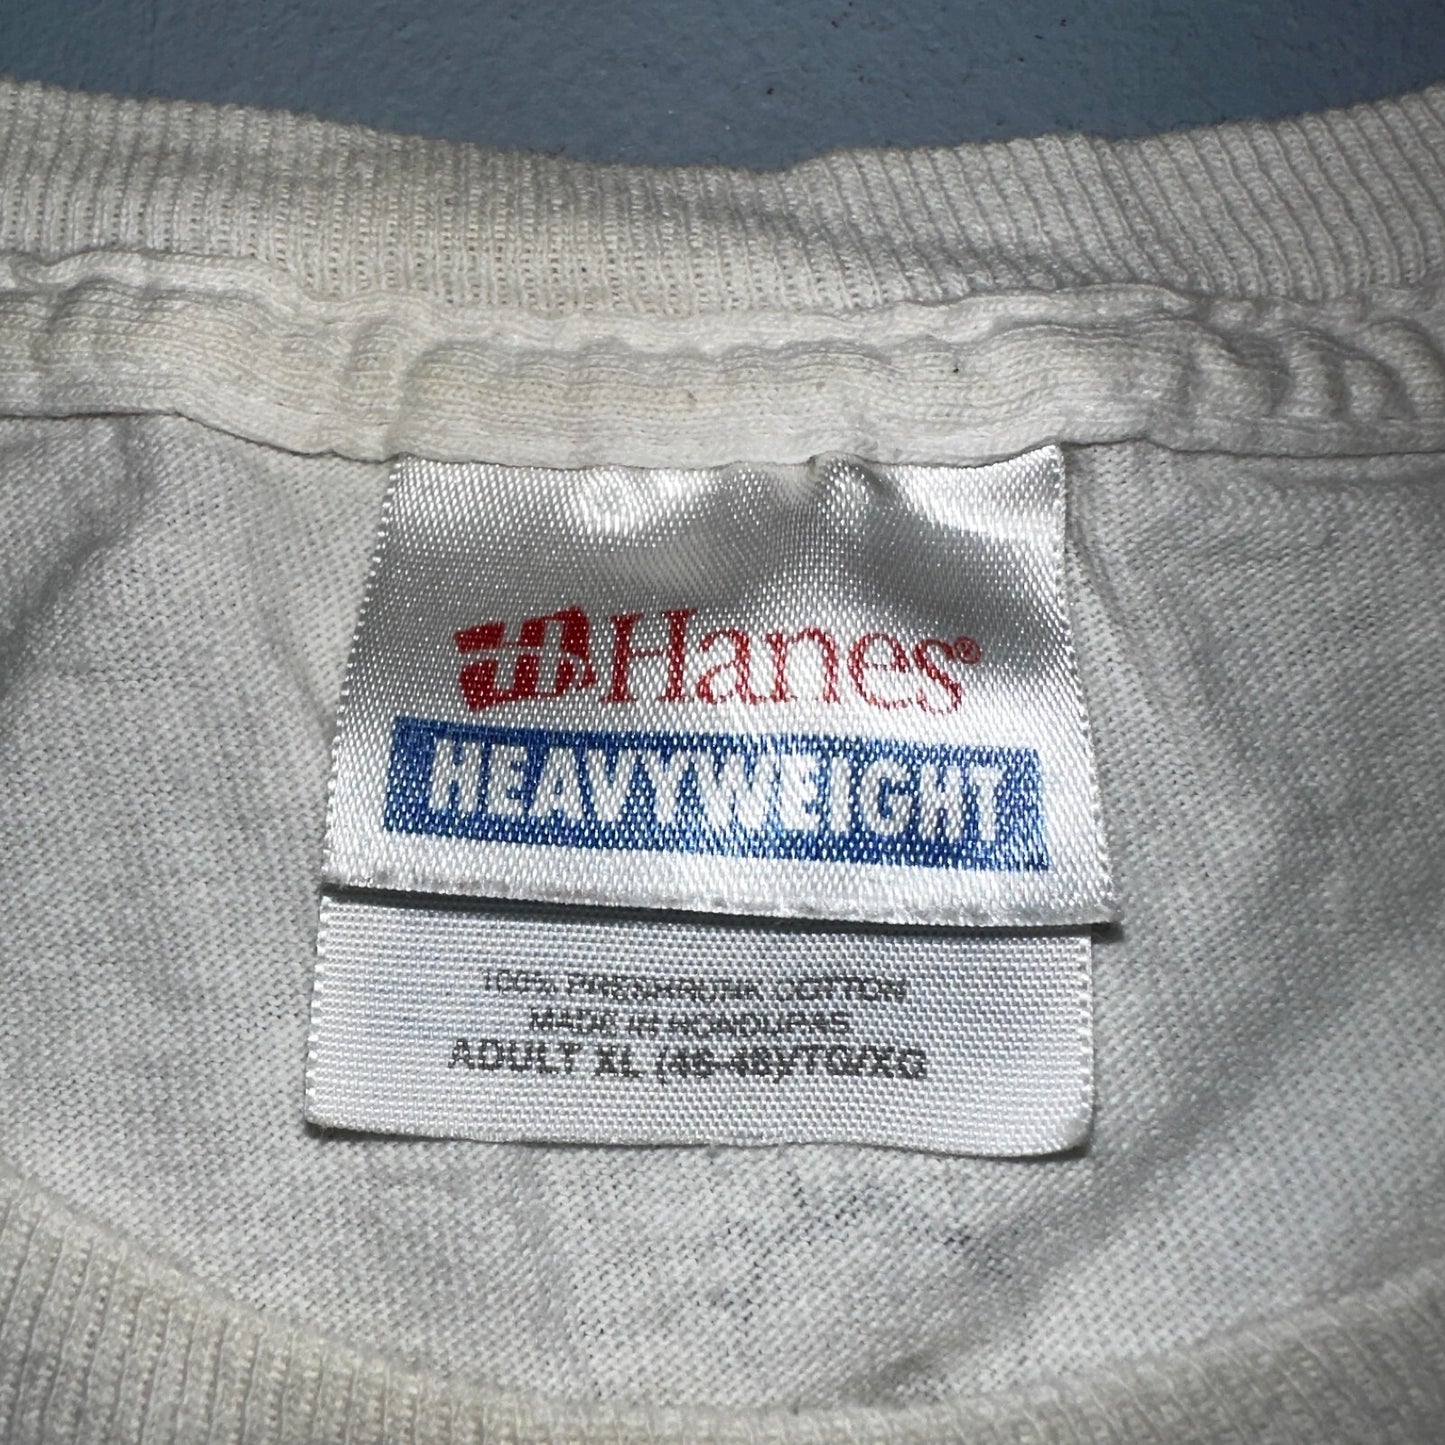 Hanes®
HEAVYWEIGHT
100% PRESHRUNK COTTON
MADE IN HONDURAS
ADULT XL (46-48)/TG/XG